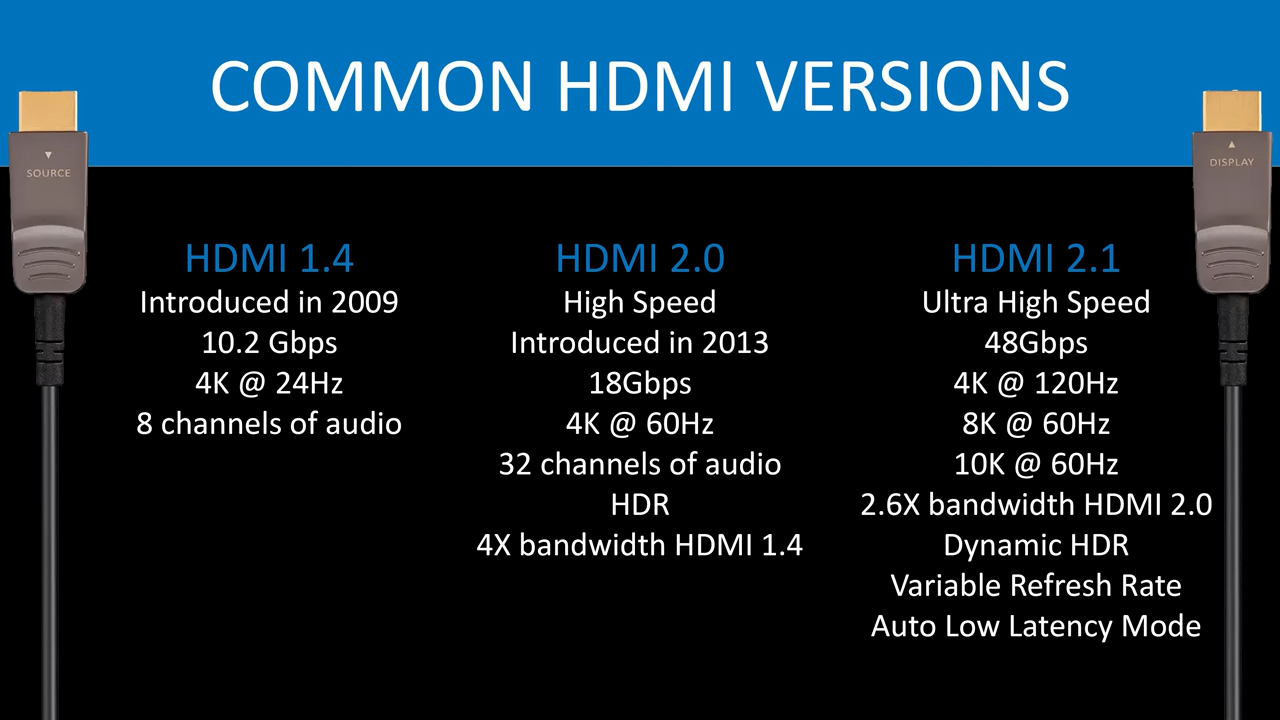 COMMON HDMI VERSIONS
▼
SOURCE
▲
DISPLAY
HDMI 1.4
Introduced in 2009
10.2 Gbps
4K @ 24Hz
8 channels of audio
HDMI 2.0
High Speed
Introduced in 2013
18Gbps
4K @ 60Hz
32 channels of audio
HDR
4X bandwidth HDMI 1.4
HDMI 2.1
Ultra High Speed
48Gbps
4K @ 120Hz
8K @ 60Hz
10K @ 60Hz
2.6X bandwidth HDMI 2.0
Dynamic HDR
Variable Refresh Rate
Auto Low Latency Mode